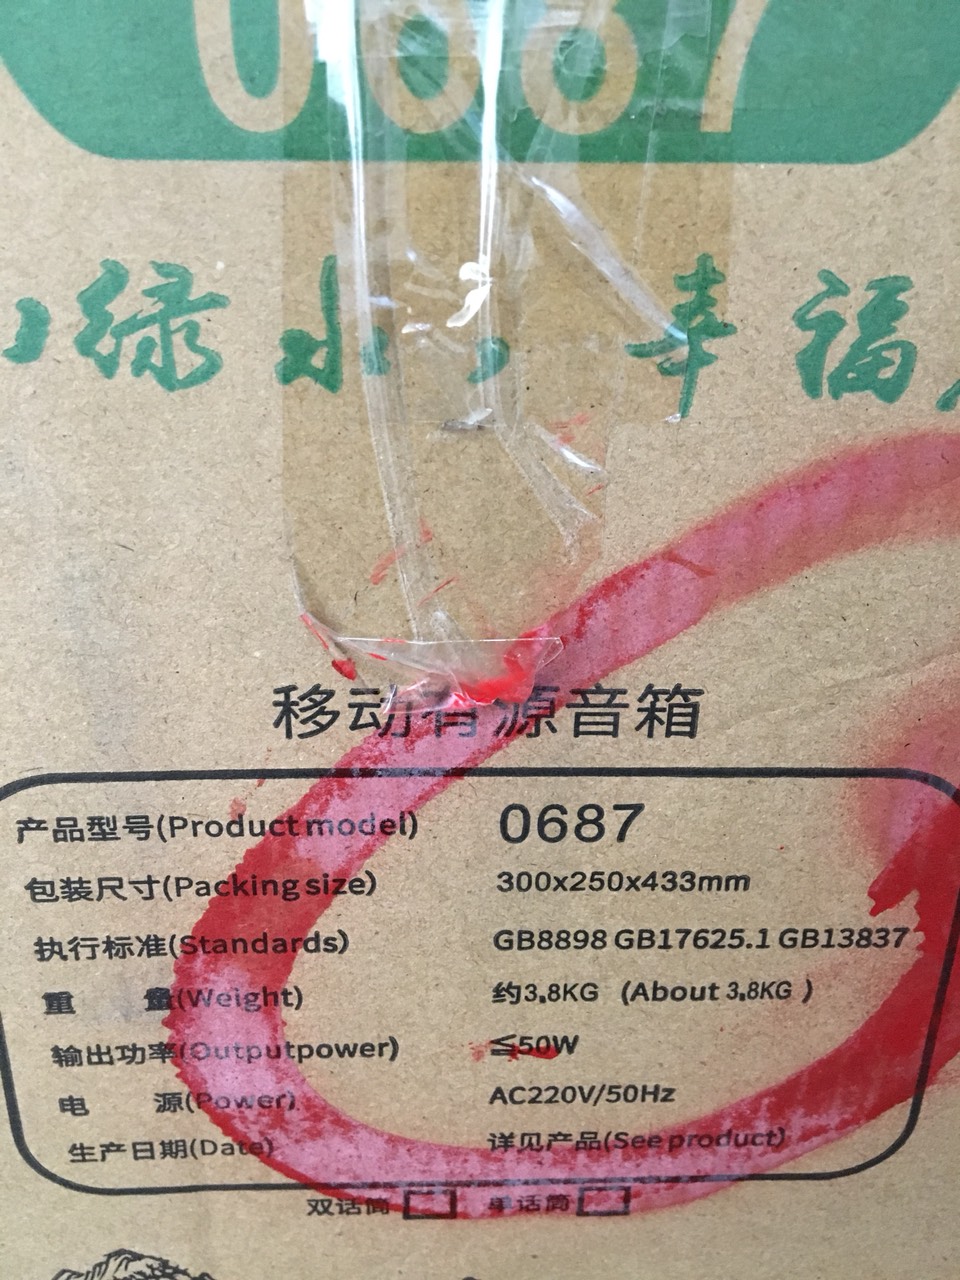 0687
绿水，幸福
移动有源音箱
产品型号(Product model) 0687
包装尺寸(Packing size) 300x250x433mm
执行标准(Standards) GB8898 GB17625.1 GB13837
重 量(Weight) 约3.8KG (About 3.8KG )
输出功率(Outputpower) ≦50W
电 源(Power) AC220V/50Hz
生产日期(Date) 详见产品(See product)
双话筒 单话筒